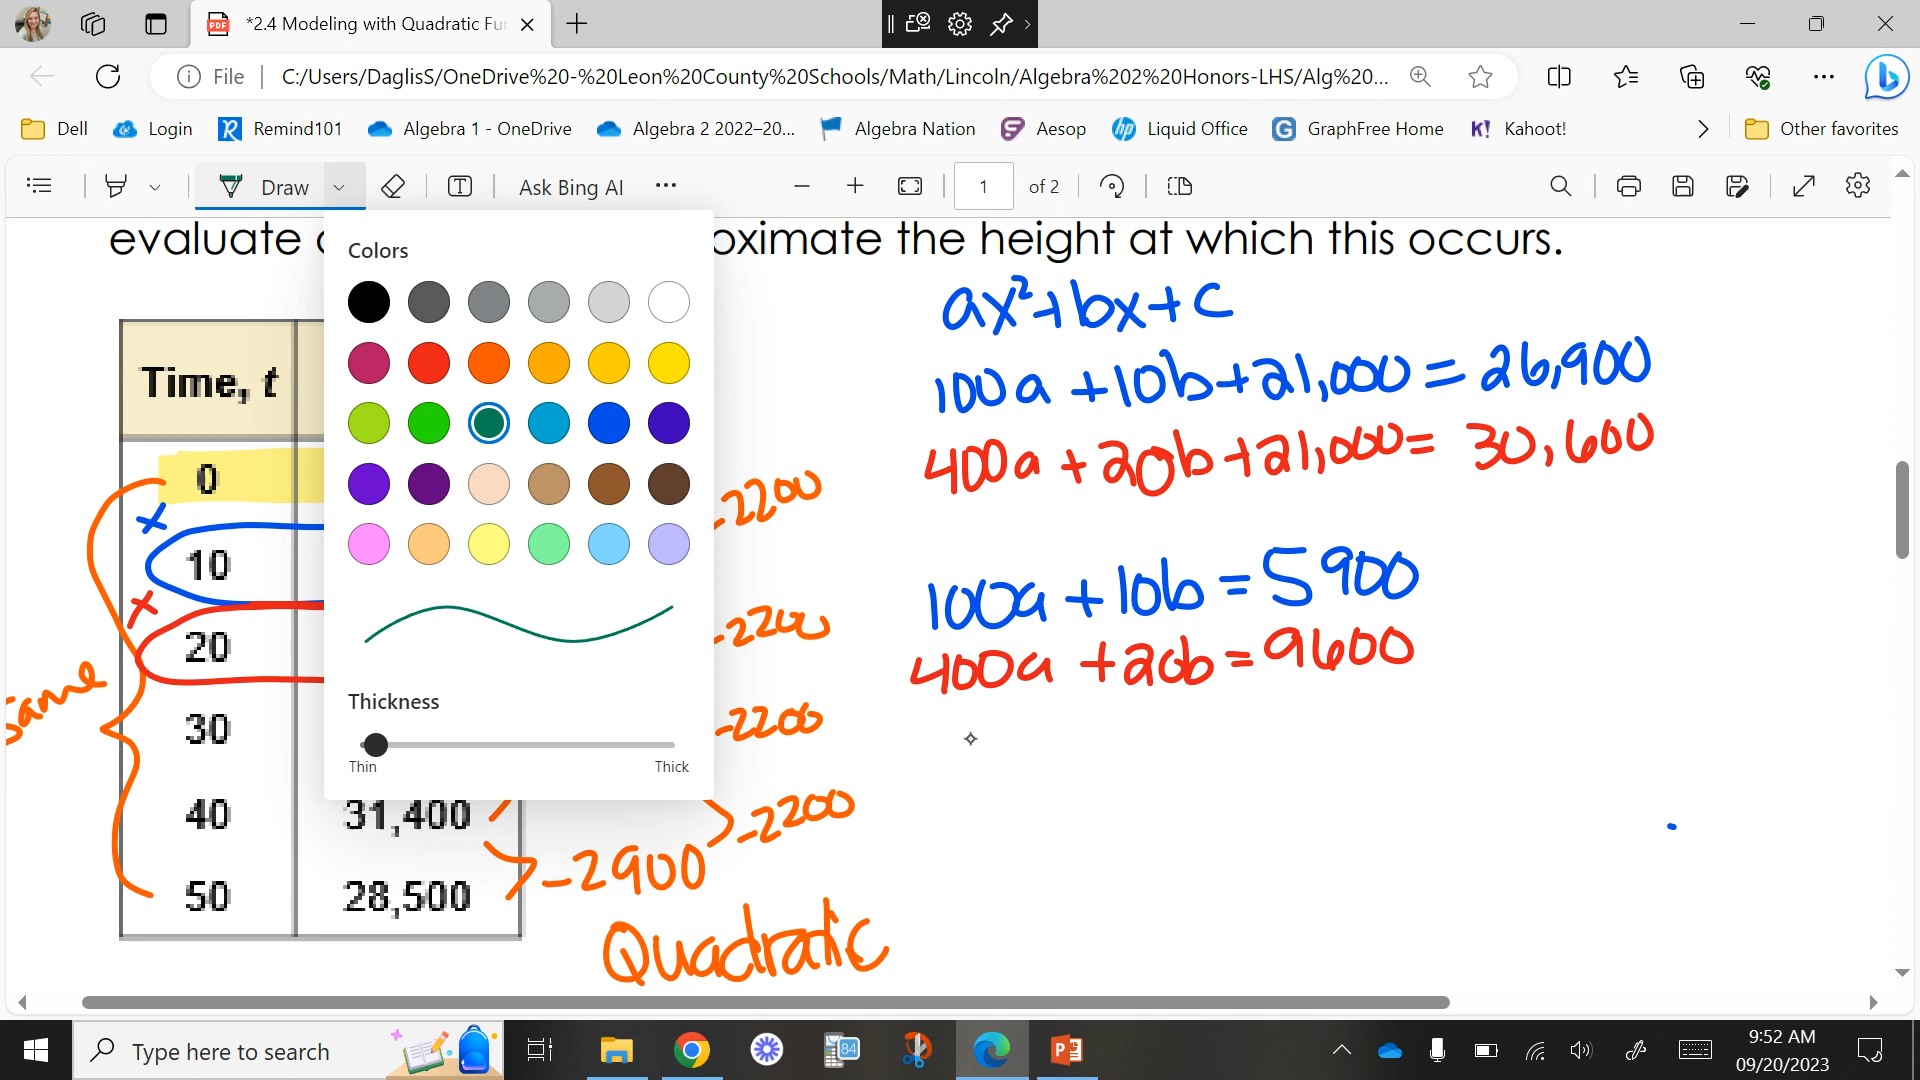 *2.4 Modeling with Quadratic Fun
File
C:/Users/DaglisS/OneDrive%20-%20Leon%20County%20Schools/Math/Lincoln/Algebra%202%20Honors-LHS/Alg%20...
Dell
Login
Remind101
Algebra 1 - OneDrive
Algebra 2 2022–20...
Algebra Nation
Aesop
Liquid Office
GraphFree Home
Kahoot!
Other favorites
Draw
Ask Bing AI
1 of 2
evaluate
oximate the height at which this occurs.
Colors
Thickness
Thin
Thick
Time, t
0
10
20
30
40 31,400
50 28,500
same
-2200
-2200
-2200
-2200
-2900
Quadratic
ax²+bx+c
100a +10b+21,000 = 26,900
400a +20b+21,000= 30,600
100a +10b = 5900
400a +20b = 9600
Type here to search
84
9:52 AM
09/20/2023